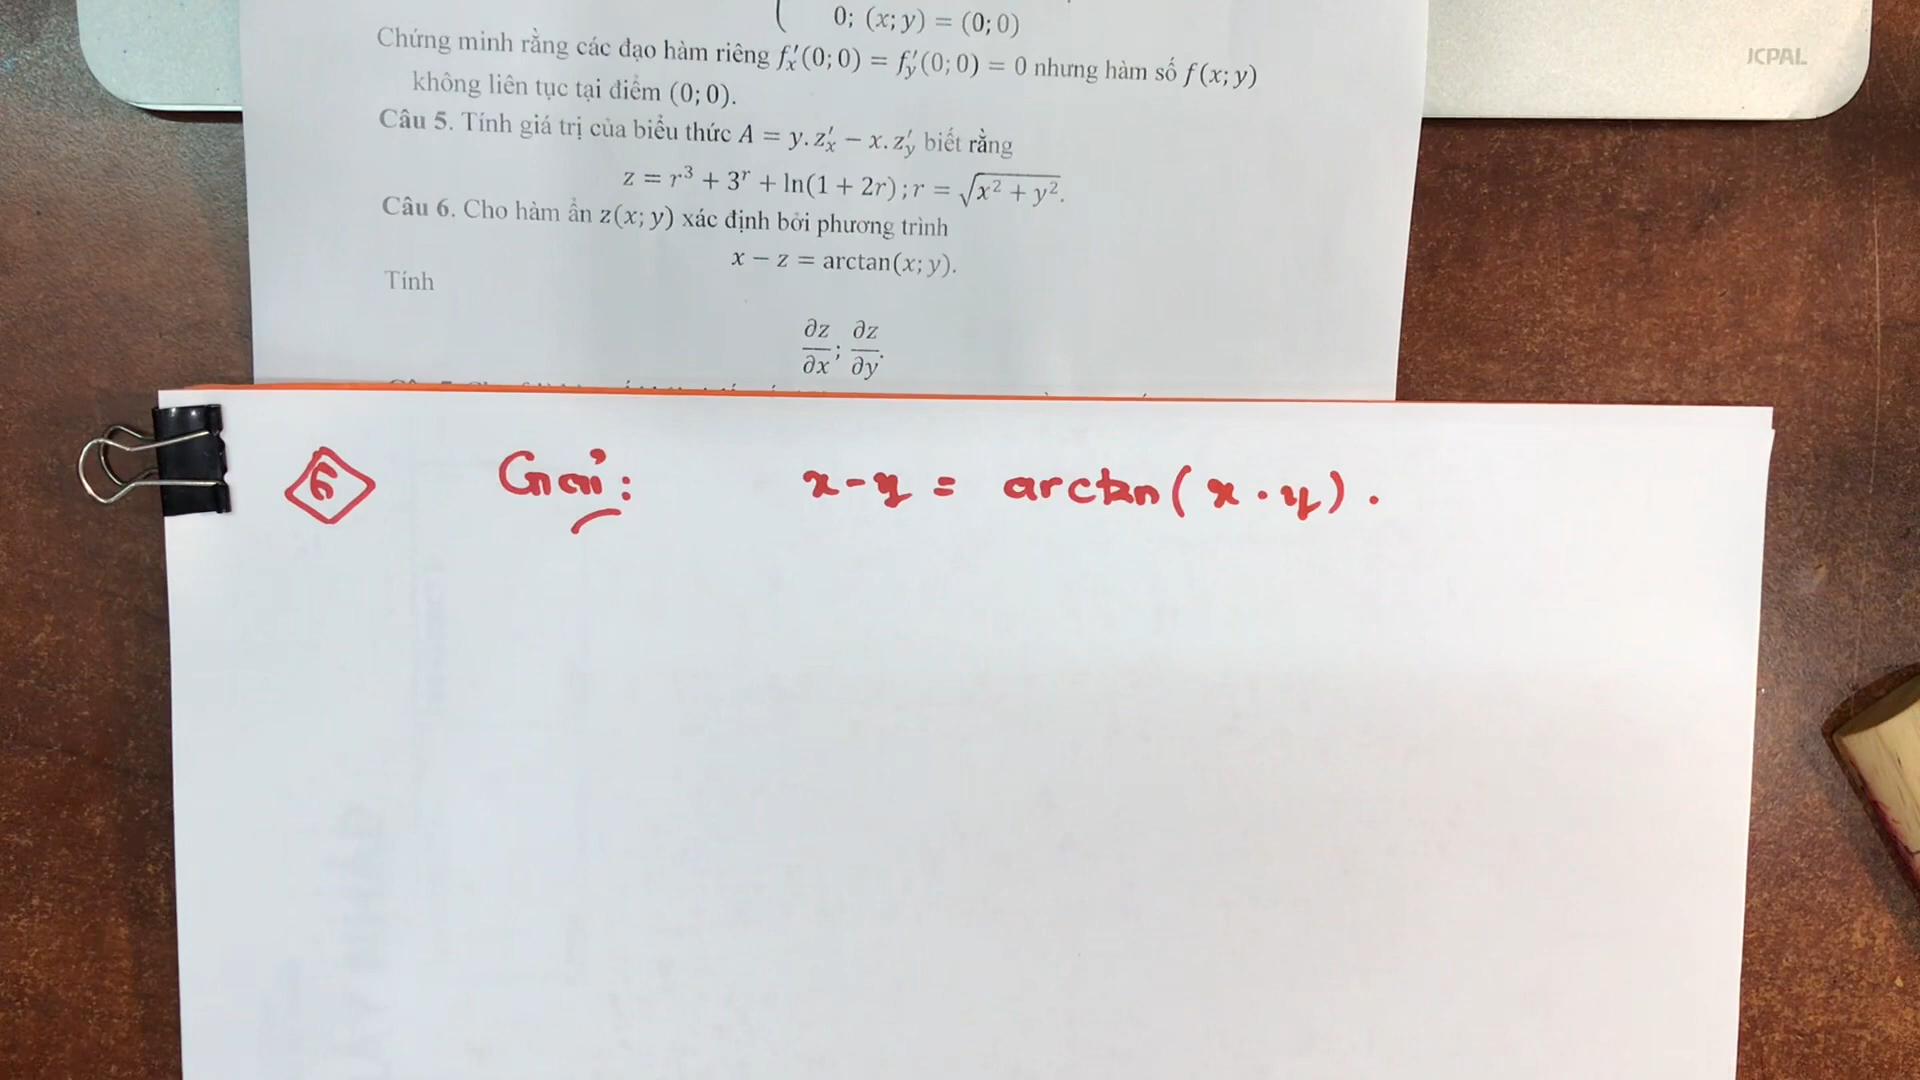 0; (x; y) = (0; 0)
JCPAL
Chứng minh rằng các đạo hàm riêng f′ₓ(0; 0) = f′ᵧ(0; 0) = 0 nhưng hàm số f(x; y)
không liên tục tại điểm (0; 0).
Câu 5. Tính giá trị của biểu thức A = y. z′ₓ − x. z′ᵧ biết rằng
z = r³ + 3ʳ + ln(1 + 2r) ; r = √(x² + y²).
Câu 6. Cho hàm ẩn z(x; y) xác định bởi phương trình
x − z = arctan(x; y).
Tính
∂z/∂x; ∂z/∂y.
6 Giải: x - y = arctan(x . y) .